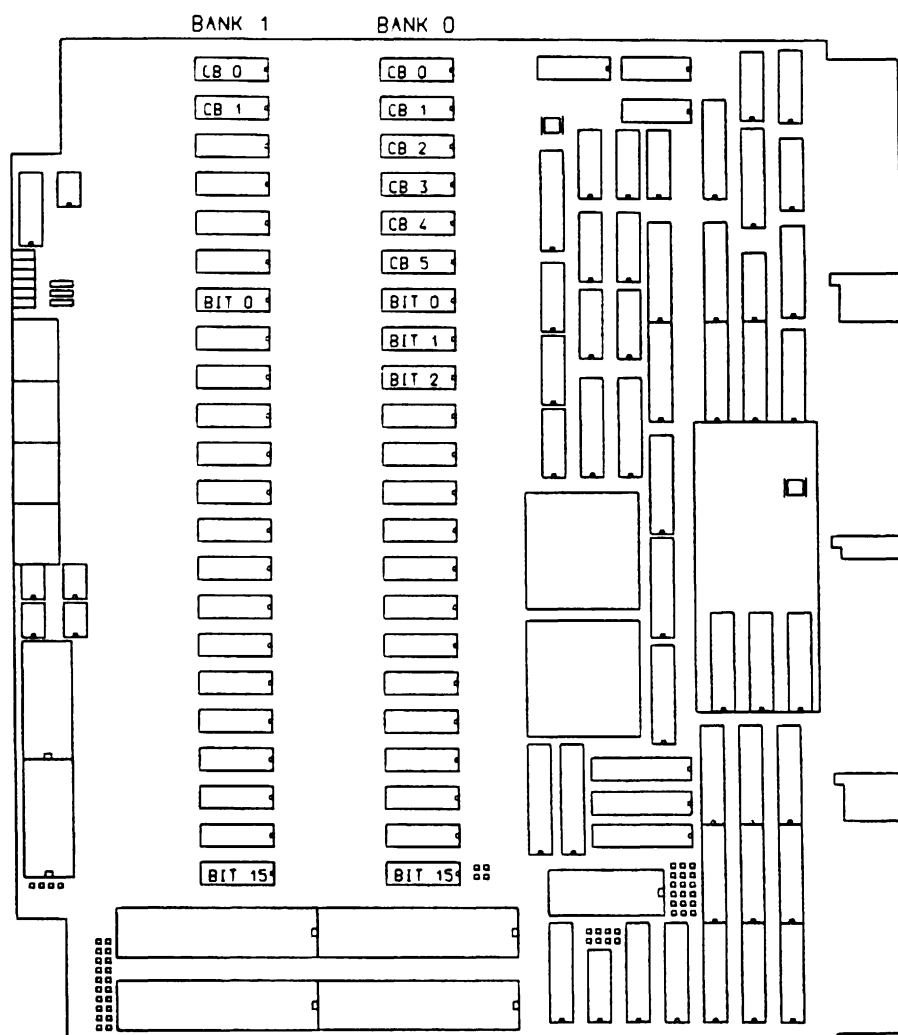 BANK 1 BANK 0
CB 0 CB 0
CB 1 CB 1
CB 2
CB 3
CB 4
CB 5
BIT 0 BIT 0
BIT 1
BIT 2
BIT 15 BIT 15